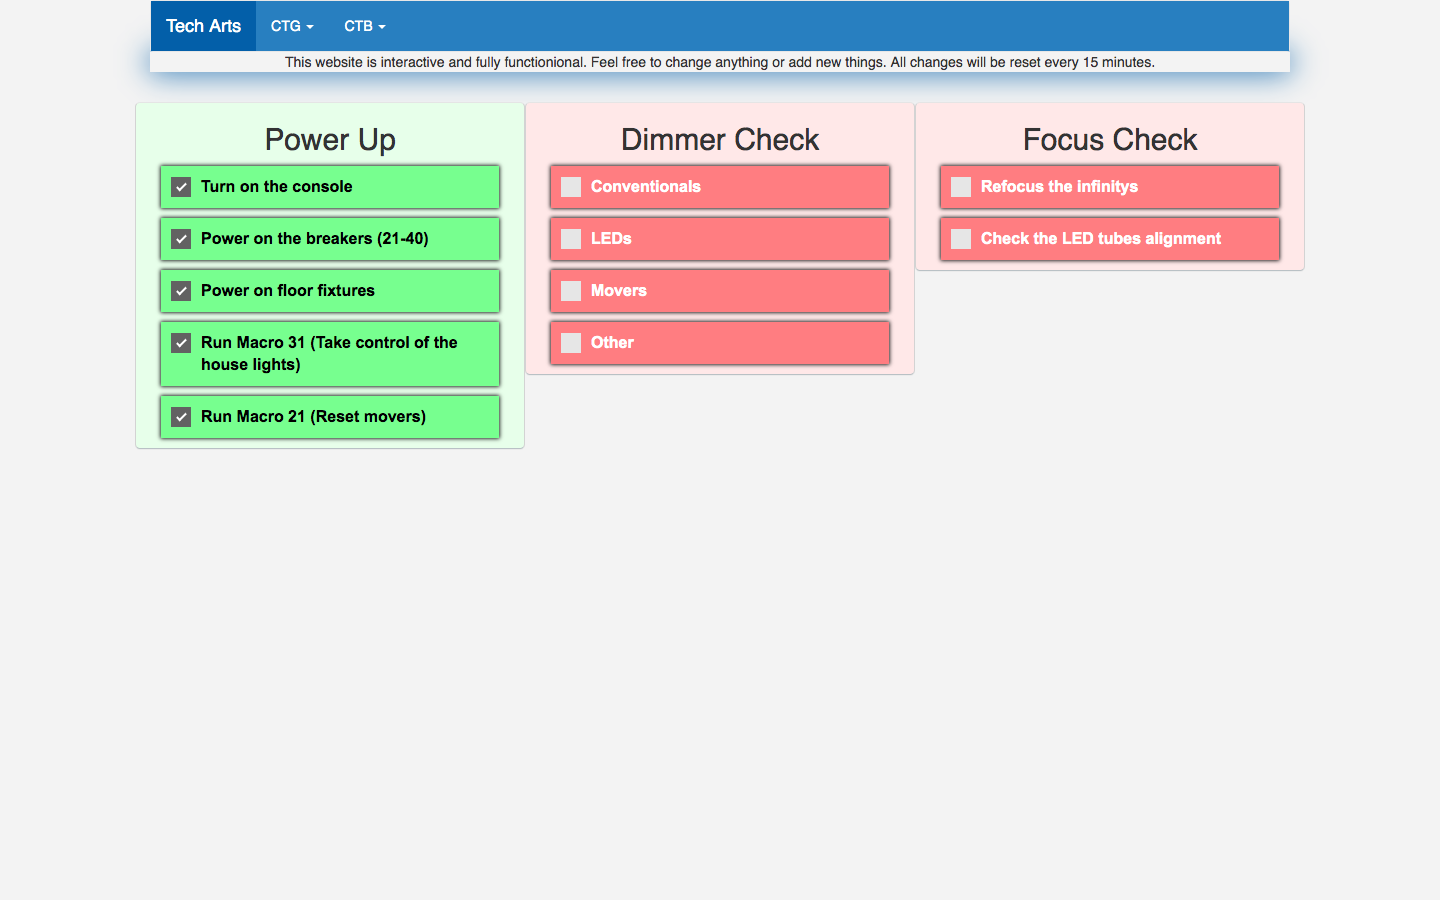 Tech Arts CTG CTB
This website is interactive and fully functionional. Feel free to change anything or add new things. All changes will be reset every 15 minutes.
Power Up
Turn on the console
Power on the breakers (21-40)
Power on floor fixtures
Run Macro 31 (Take control of the
house lights)
Run Macro 21 (Reset movers)
Dimmer Check
Conventionals
LEDs
Movers
Other
Focus Check
Refocus the infinitys
Check the LED tubes alignment